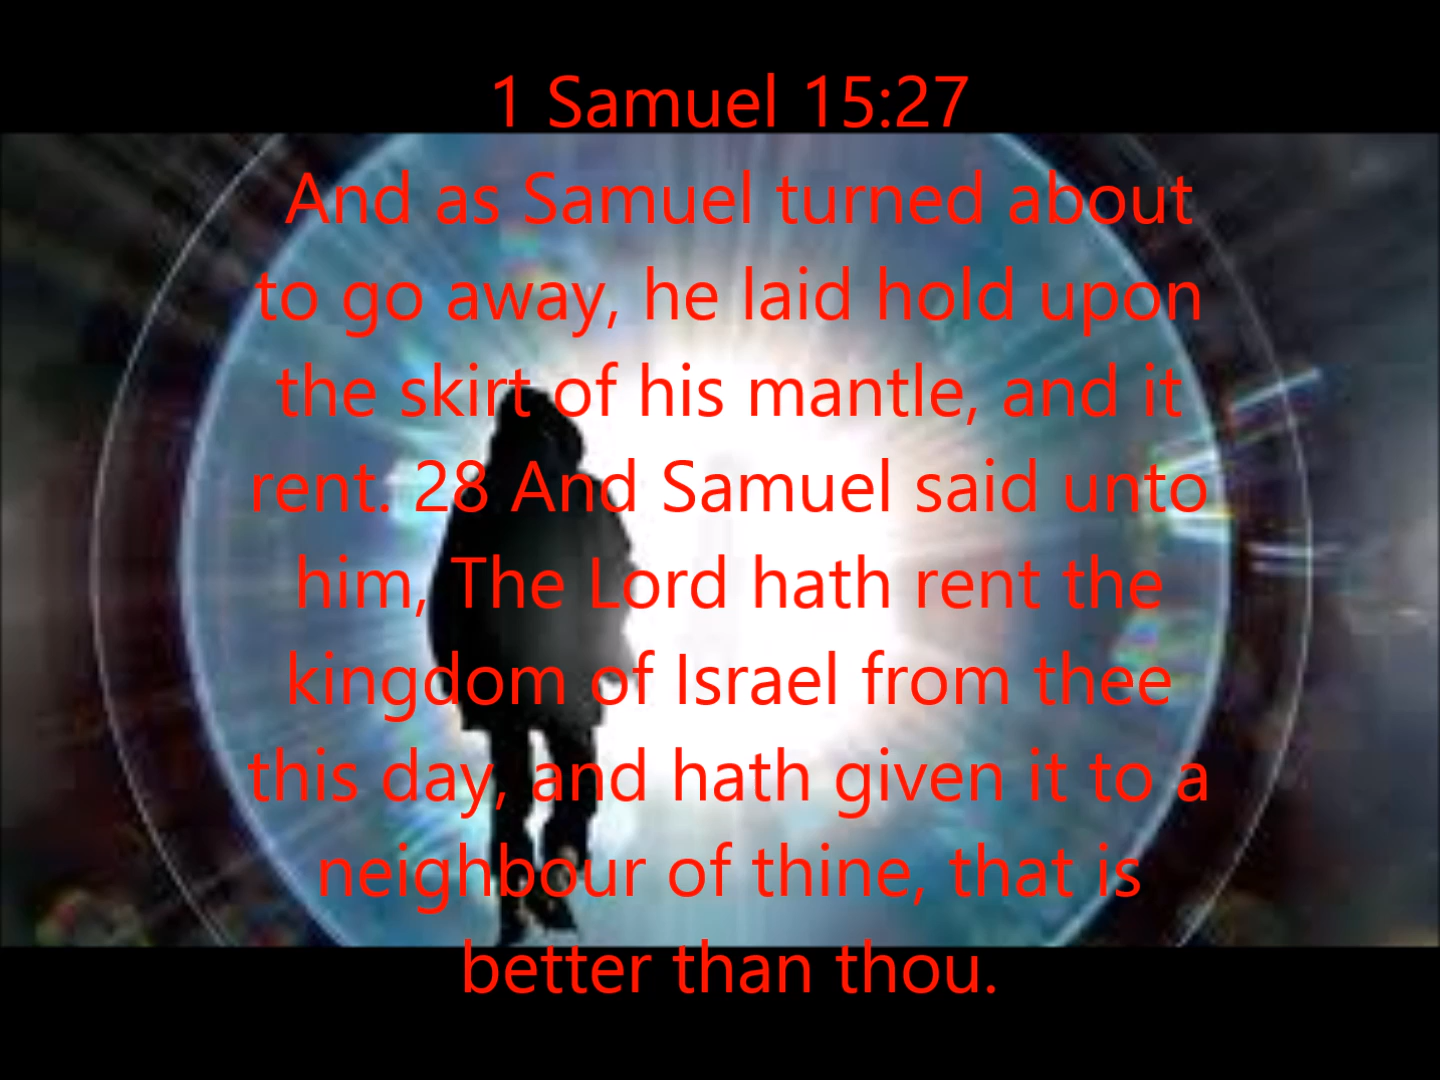 1 Samuel 15:27
And as Samuel turned about
to go away, he laid hold upon
the skirt of his mantle, and it
rent. 28 And Samuel said unto
him, The Lord hath rent the
kingdom of Israel from thee
this day, and hath given it to a
neighbour of thine, that is
better than thou.